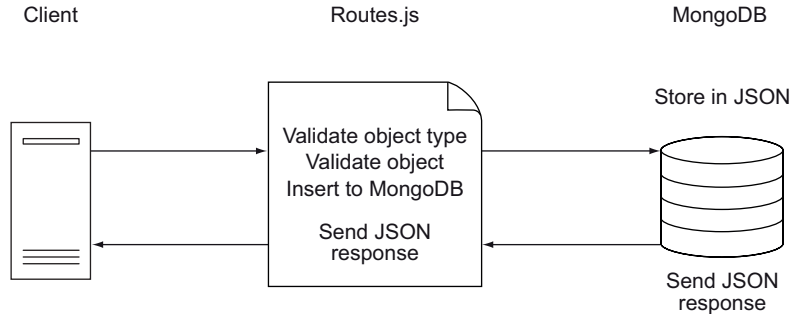 Client
Routes.js
MongoDB
Store in JSON
Validate object type
Validate object
Insert to MongoDB
Send JSON
response
Send JSON
response